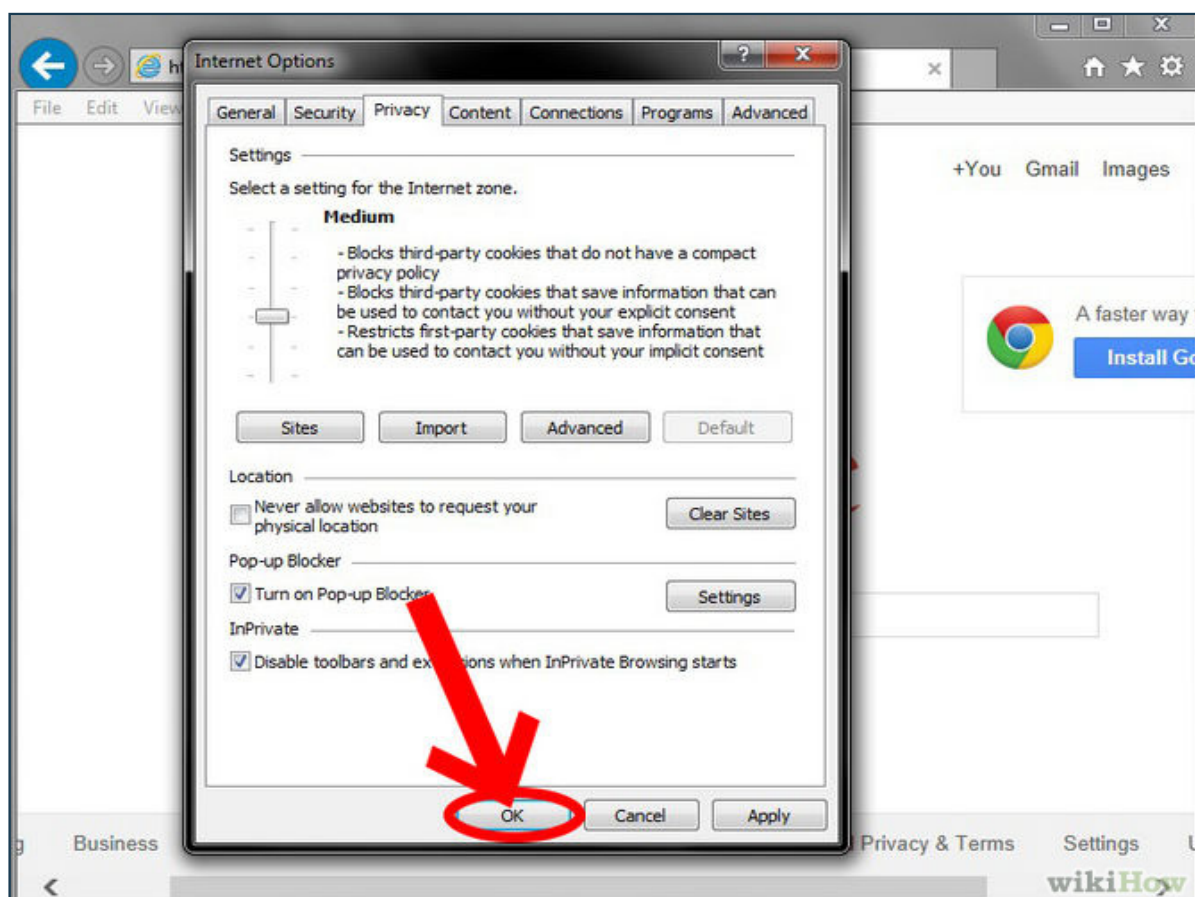 Internet Options
File Edit View
General Security Privacy Content Connections Programs Advanced
Settings
Select a setting for the Internet zone.
Medium
- Blocks third-party cookies that do not have a compact
privacy policy
- Blocks third-party cookies that save information that can
be used to contact you without your explicit consent
- Restricts first-party cookies that save information that
can be used to contact you without your implicit consent
Sites Import Advanced Default
Location
Never allow websites to request your
physical location
Clear Sites
Pop-up Blocker
Turn on Pop-up Blocker
Settings
InPrivate
Disable toolbars and extensions when InPrivate Browsing starts
OK Cancel Apply
+You Gmail Images
A faster way
Install
Business
Privacy & Terms Settings
wikiHow